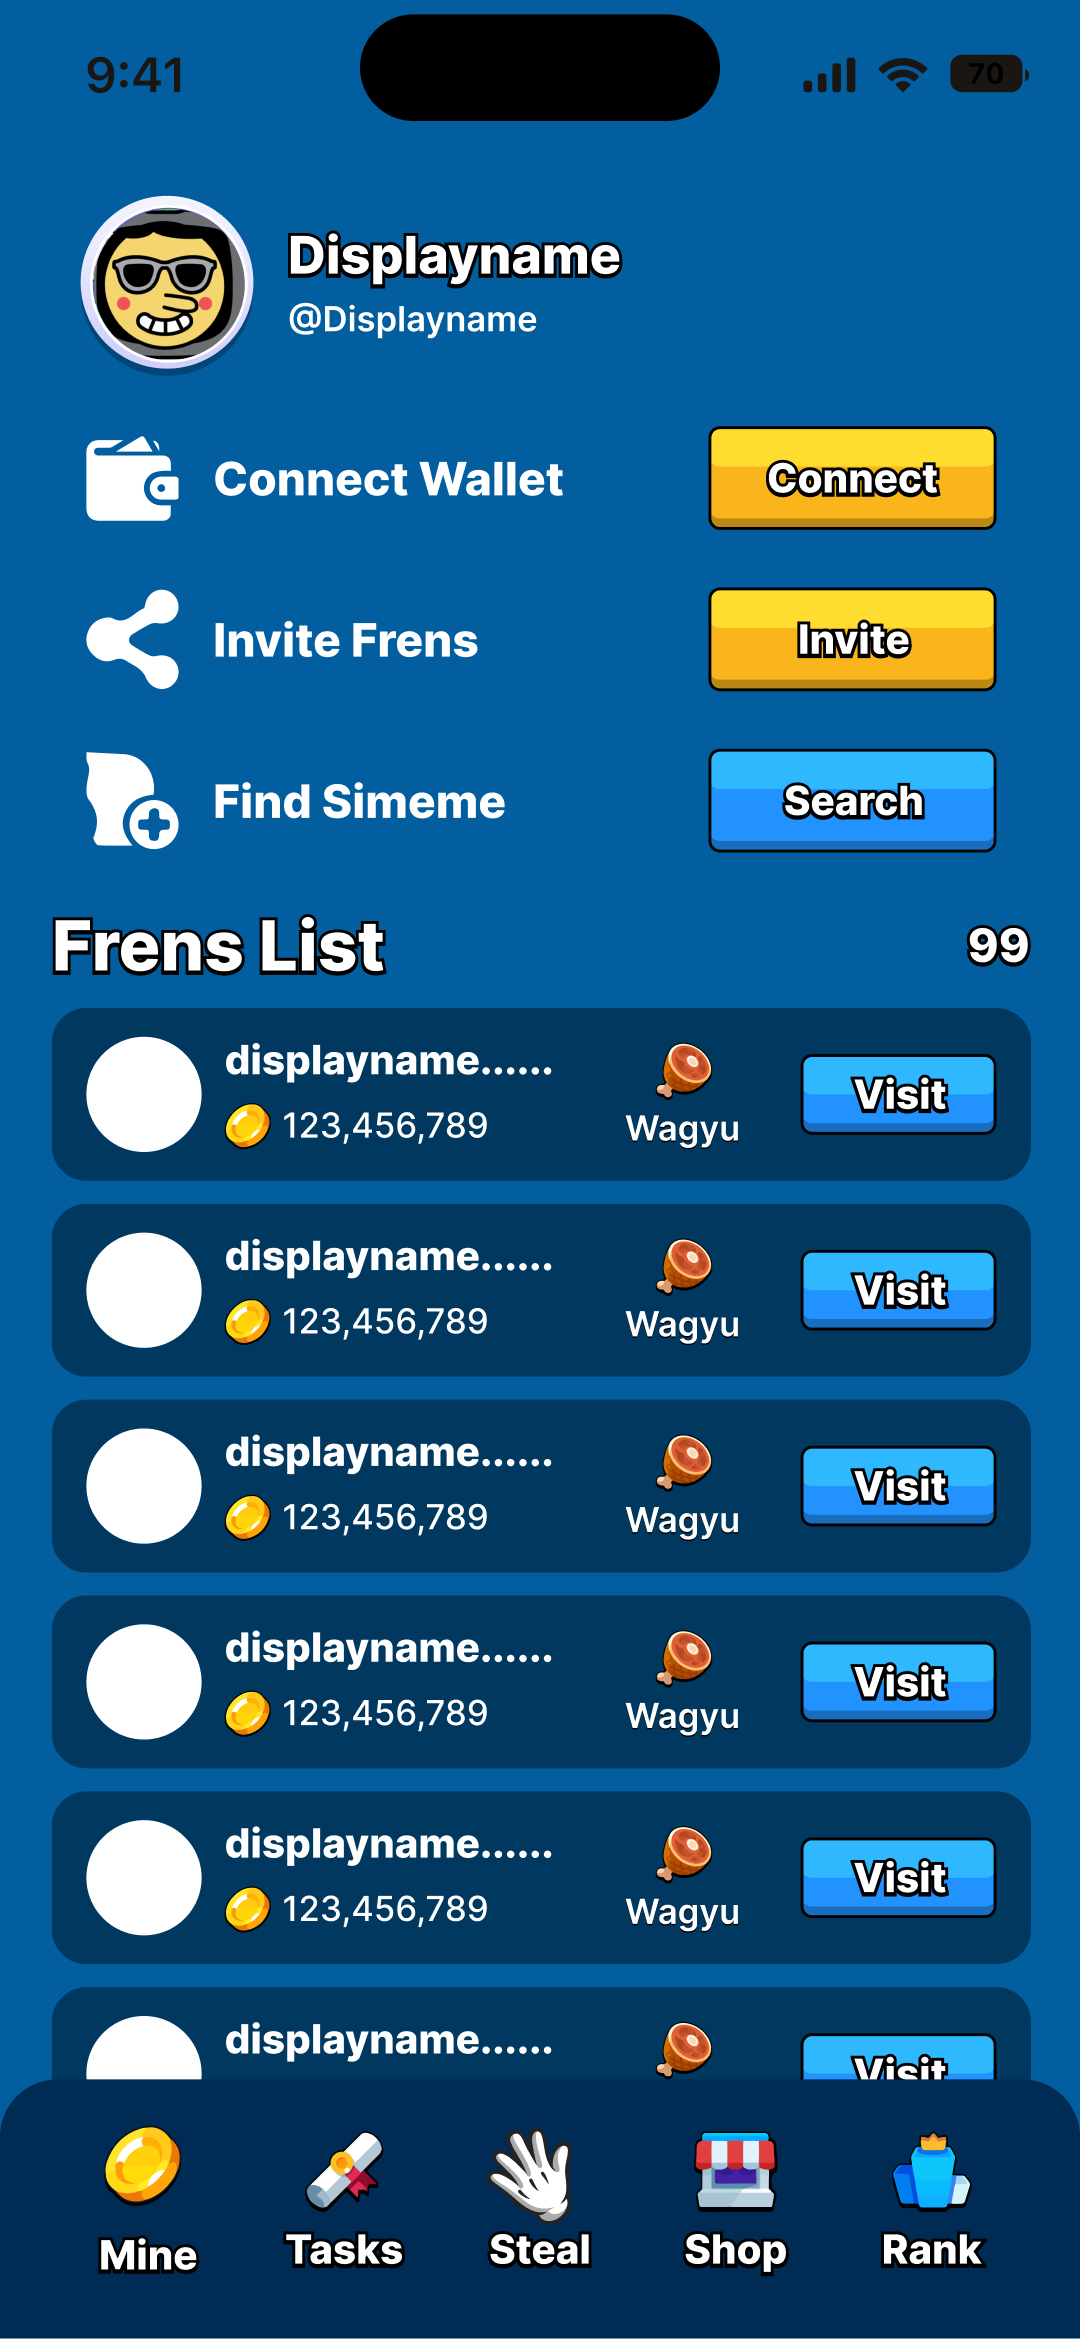 9:41
70
Displayname
@Displayname
Connect Wallet
Connect
Invite Frens
Invite
Find Simeme
Search
Frens List
99
displayname......
123,456,789
Wagyu
Visit
displayname......
123,456,789
Wagyu
Visit
displayname......
123,456,789
Wagyu
Visit
displayname......
123,456,789
Wagyu
Visit
displayname......
123,456,789
Wagyu
Visit
displayname......
Visit
Mine
Tasks
Steal
Shop
Rank